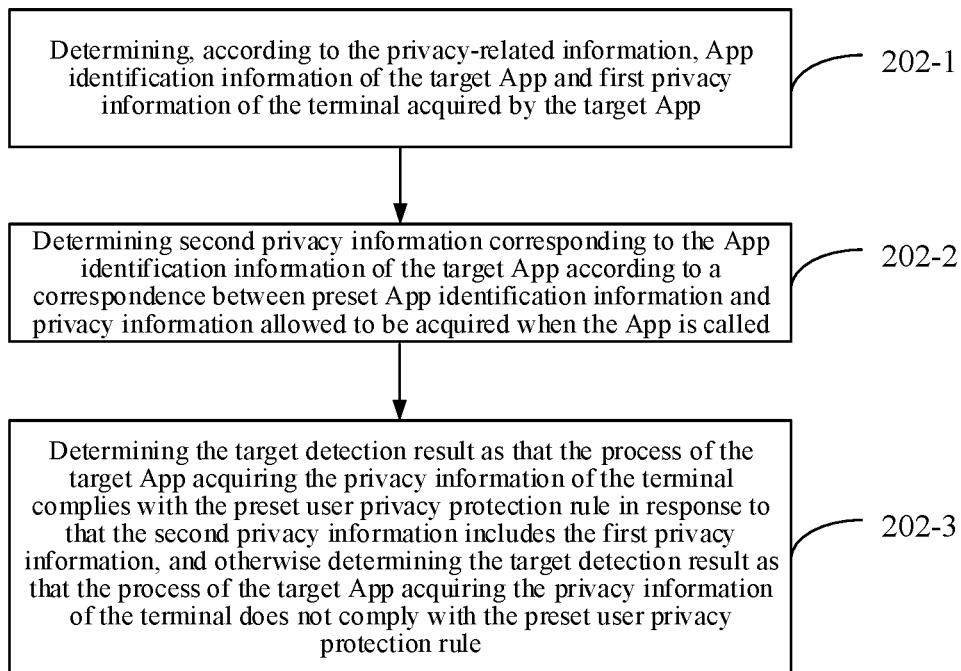 Determining, according to the privacy-related information, App
identification information of the target App and first privacy
information of the terminal acquired by the target App
202-1
Determining second privacy information corresponding to the App
identification information of the target App according to a
correspondence between preset App identification information and
privacy information allowed to be acquired when the App is called
202-2
Determining the target detection result as that the process of the
target App acquiring the privacy information of the terminal
complies with the preset user privacy protection rule in response to
that the second privacy information includes the first privacy
information, and otherwise determining the target detection result as
that the process of the target App acquiring the privacy information
of the terminal does not comply with the preset user privacy
protection rule
202-3